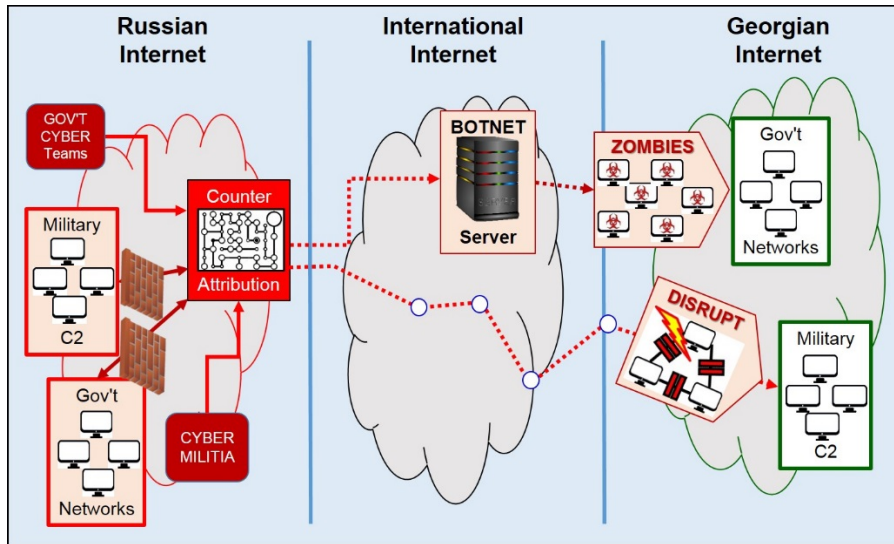 Russian
Internet
International
Internet
Georgian
Internet
GOV'T
CYBER
Teams
Military
C2
Gov't
Networks
Counter
Attribution
CYBER
MILITIA
BOTNET
Server
ZOMBIES
Gov't
Networks
DISRUPT
Military
C2